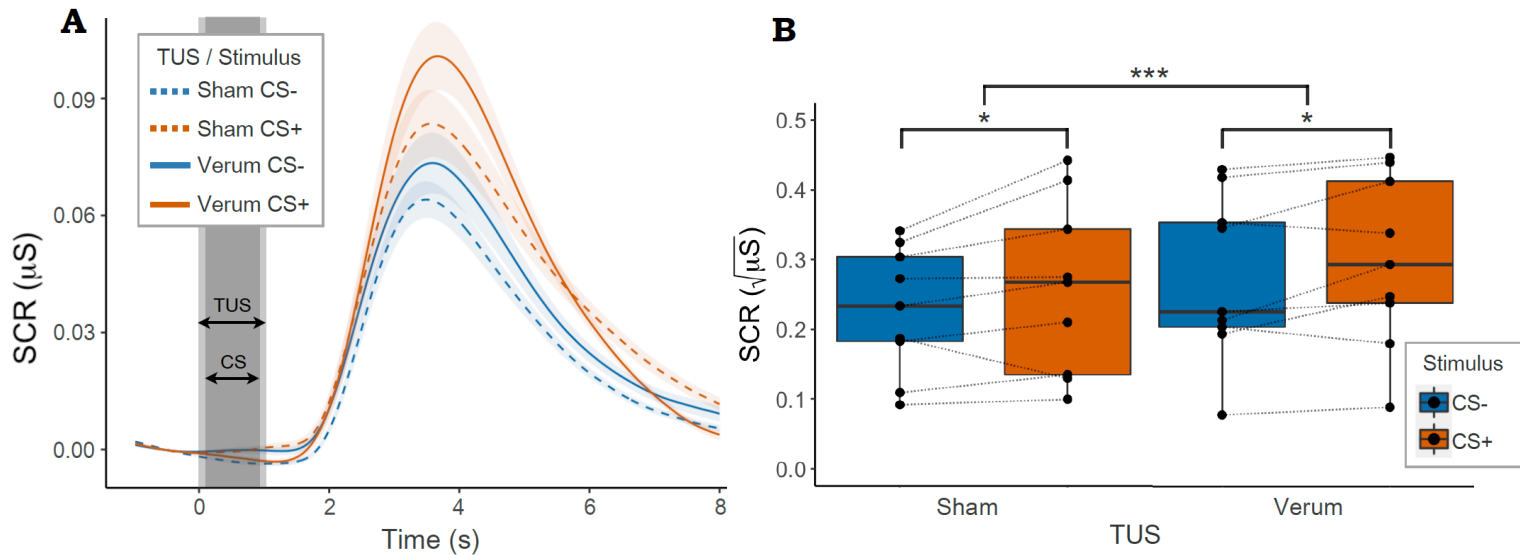 A
TUS / Stimulus
Sham CS-
Sham CS+
Verum CS-
Verum CS+
TUS
CS
SCR (μS)
0.09
0.06
0.03
0.00
0
2
4
6
8
Time (s)
B
***
*
*
SCR (√μS)
0.5
0.4
0.3
0.2
0.1
0.0
Sham
Verum
TUS
Stimulus
CS-
CS+